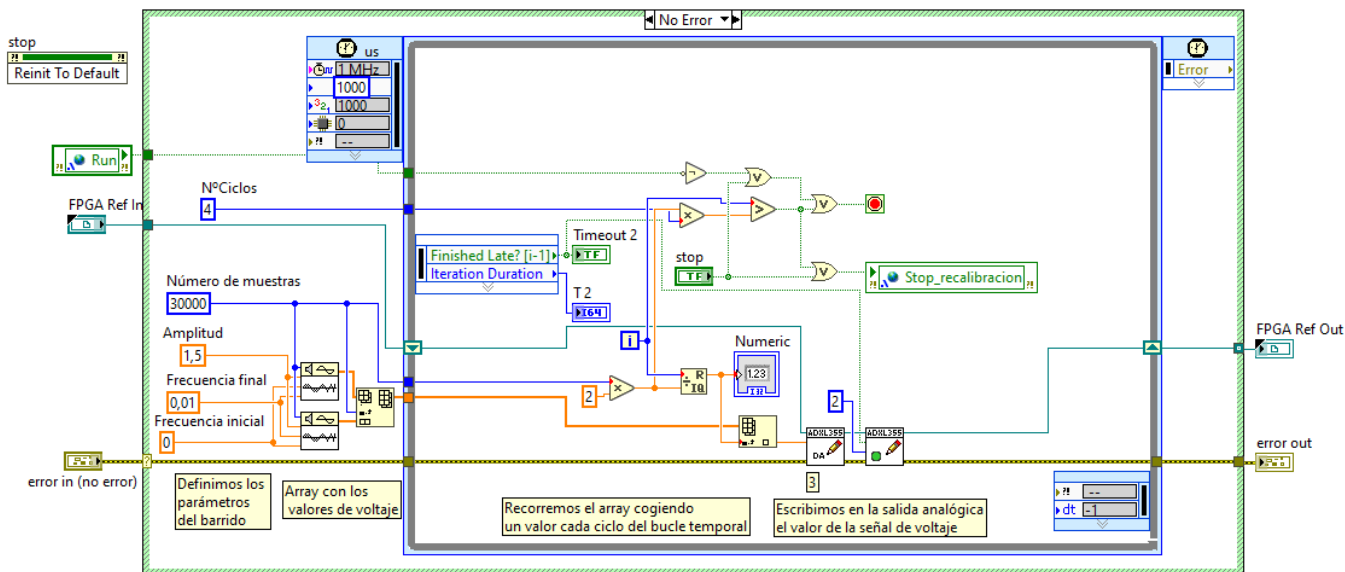 No Error
stop
Reinit To Default
us
1 MHz
1000
1000
0
--
Error
Run
NºCiclos
4
FPGA Ref In
Finished Late? [i-1]
Iteration Duration
Timeout 2
TF
T 2
I64
stop
TF
Stop_recalibracion
Número de muestras
30000
Amplitud
1,5
Frecuencia final
0,01
Frecuencia inicial
0
i
2
R
IQ
Numeric
1.23
I32
2
ADXL355
DA
ADXL355
3
FPGA Ref Out
error in (no error)
error out
Definimos los
parámetros
del barrido
Array con los
valores de voltaje
Recorremos el array cogiendo
un valor cada ciclo del bucle temporal
Escribimos en la salida analógica
el valor de la señal de voltaje
--
dt -1